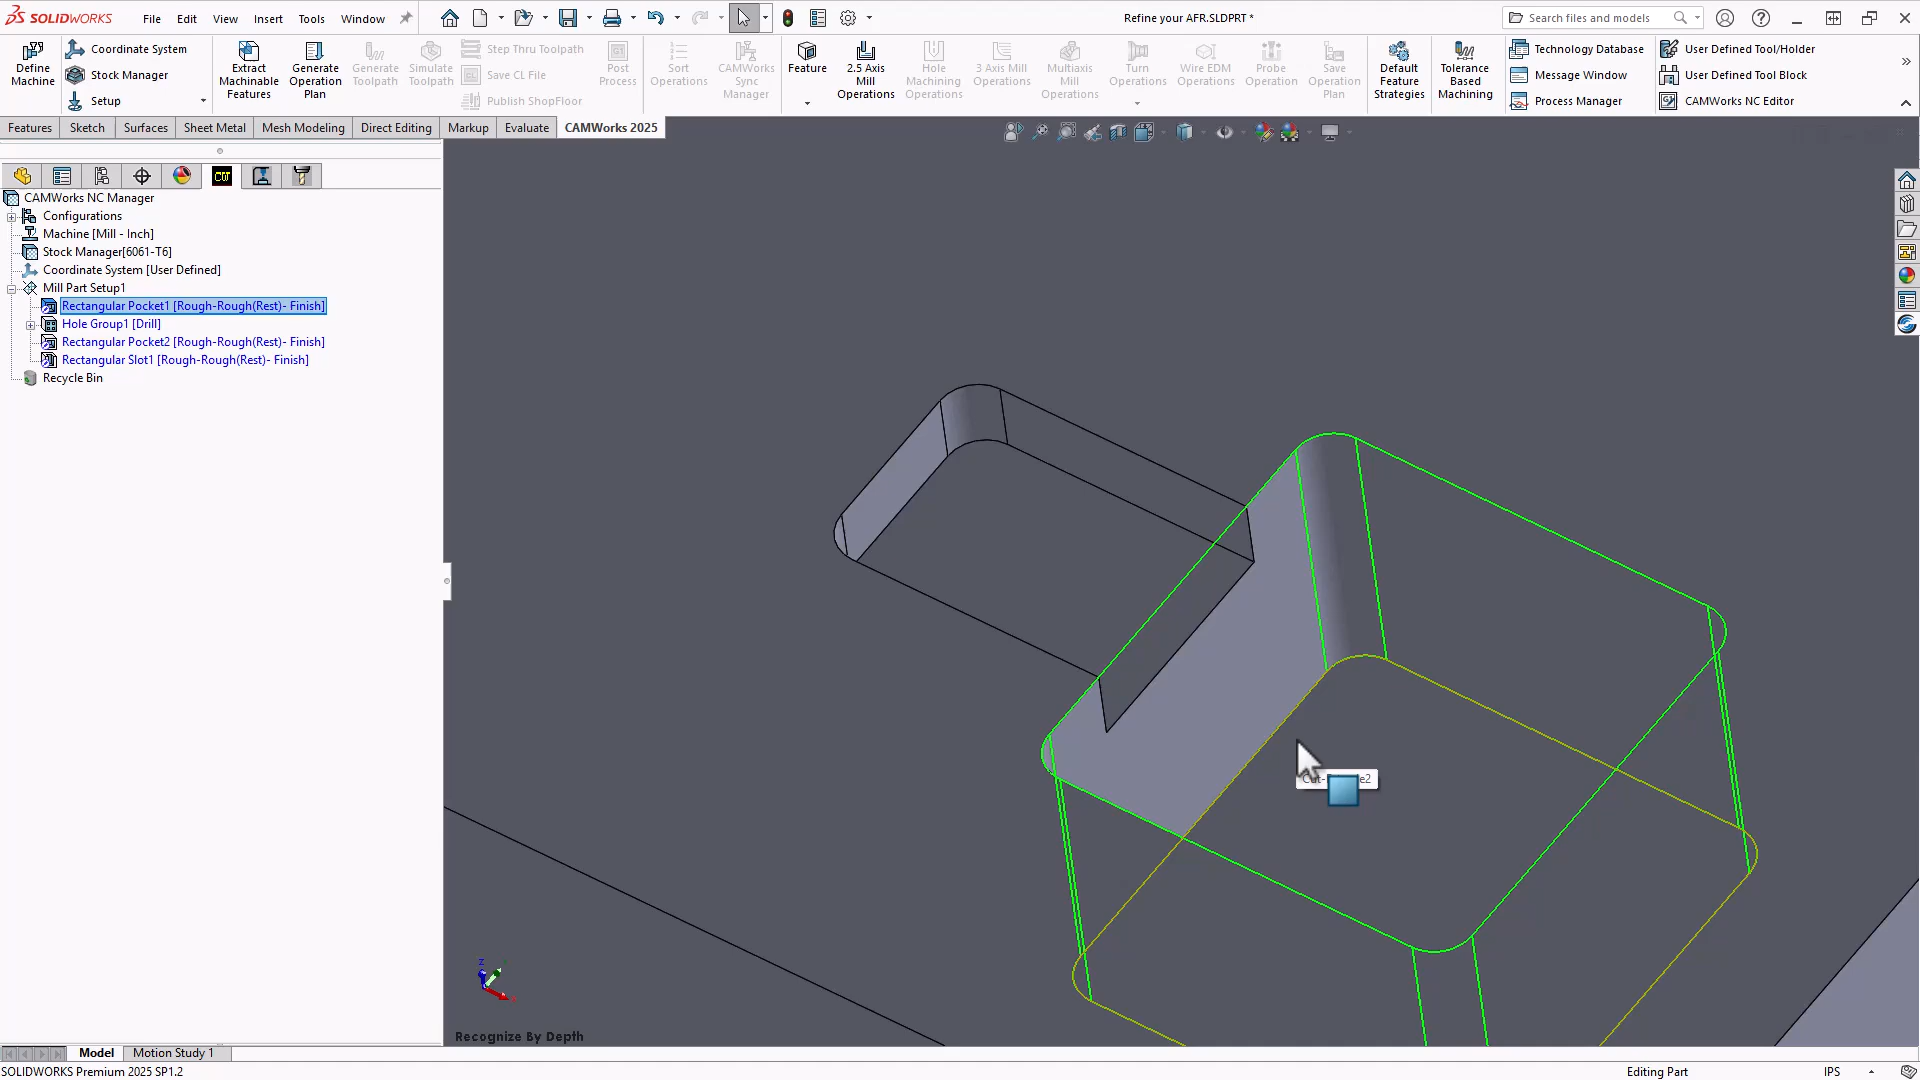 SOLIDWORKS
File Edit View Insert Tools Window
Refine your AFR.SLDPRT *
Search files and models
Define Machine
Coordinate System
Stock Manager
Setup
Extract Machinable Features
Generate Operation Plan
Generate Toolpath
Simulate Toolpath
Step Thru Toolpath
Save CL File
Publish ShopFloor
Post Process
Sort Operations
CAMWorks Sync Manager
Feature
2.5 Axis Mill Operations
Hole Machining Operations
3 Axis Mill Operations
Multiaxis Mill Operations
Turn Operations
Wire EDM Operations
Probe Operation
Save Operation Plan
Default Feature Strategies
Tolerance Based Machining
Technology Database
Message Window
Process Manager
User Defined Tool/Holder
User Defined Tool Block
CAMWorks NC Editor
Features Sketch Surfaces Sheet Metal Mesh Modeling Direct Editing Markup Evaluate CAMWorks 2025
CAMWorks NC Manager
Configurations
Machine [Mill - Inch]
Stock Manager[6061-T6]
Coordinate System [User Defined]
Mill Part Setup1
Rectangular Pocket1 [Rough-Rough(Rest)- Finish]
Hole Group1 [Drill]
Rectangular Pocket2 [Rough-Rough(Rest)- Finish]
Rectangular Slot1 [Rough-Rough(Rest)- Finish]
Recycle Bin
Recognize By Depth
Model Motion Study 1
SOLIDWORKS Premium 2025 SP1.2
Editing Part
IPS